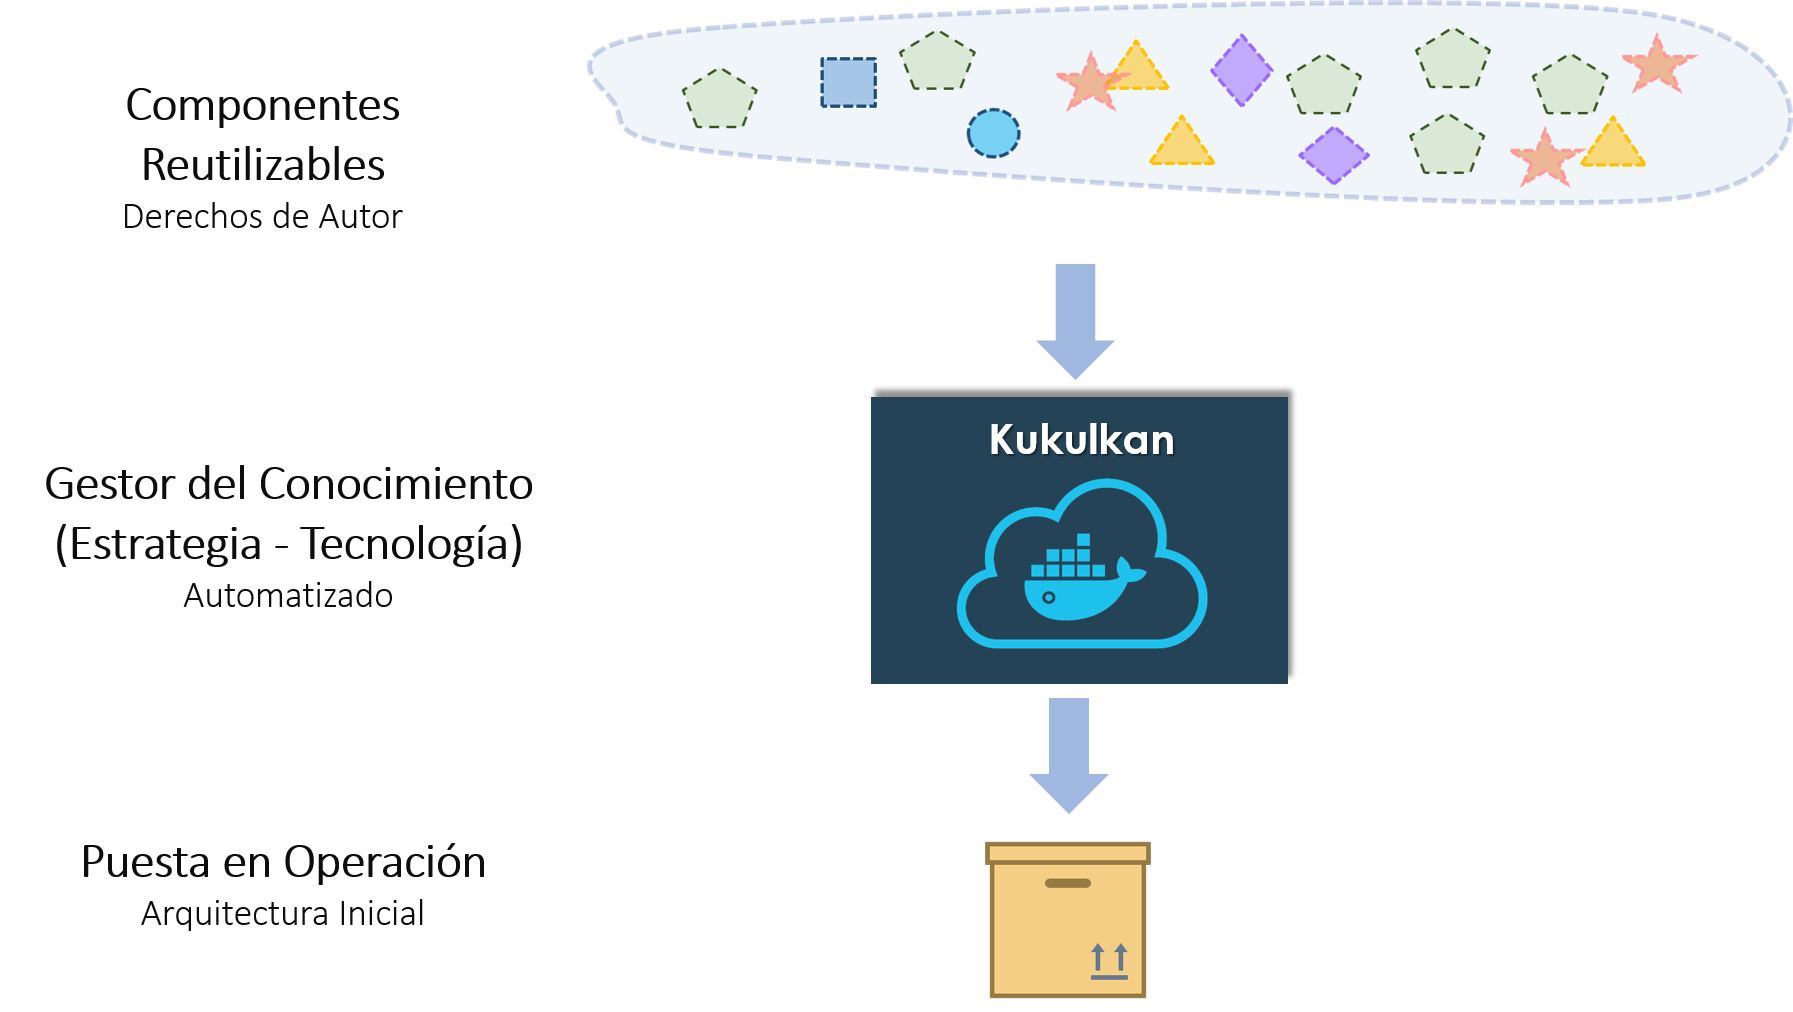 Componentes
Reutilizables
Derechos de Autor
Kukulkan
Gestor del Conocimiento
(Estrategia - Tecnología)
Automatizado
Puesta en Operación
Arquitectura Inicial